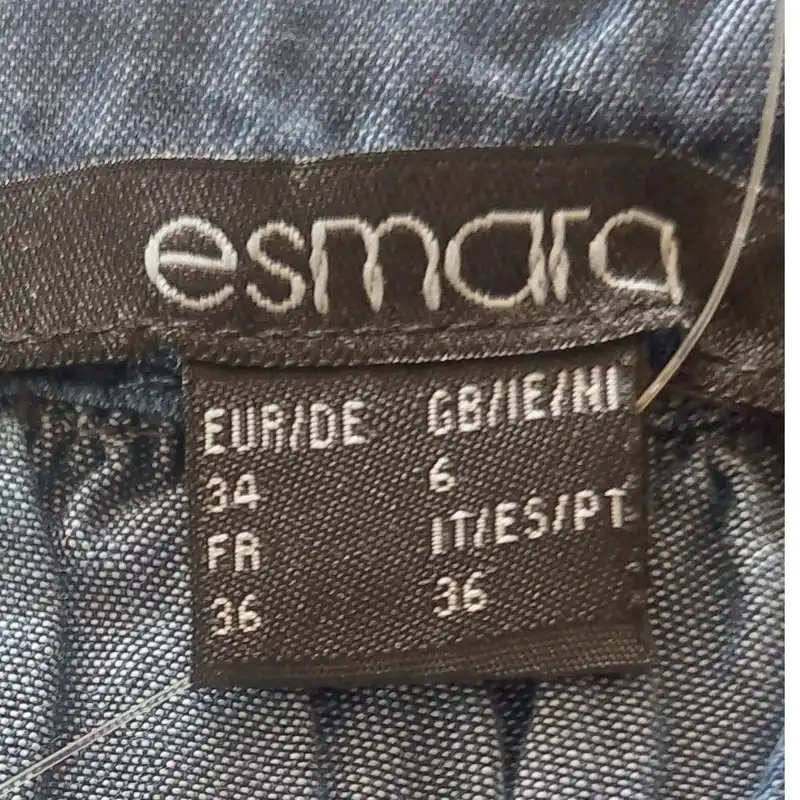 esmara
EUR/DE
34
FR
36
GB/IE/NI
6
IT/ES/PT
36